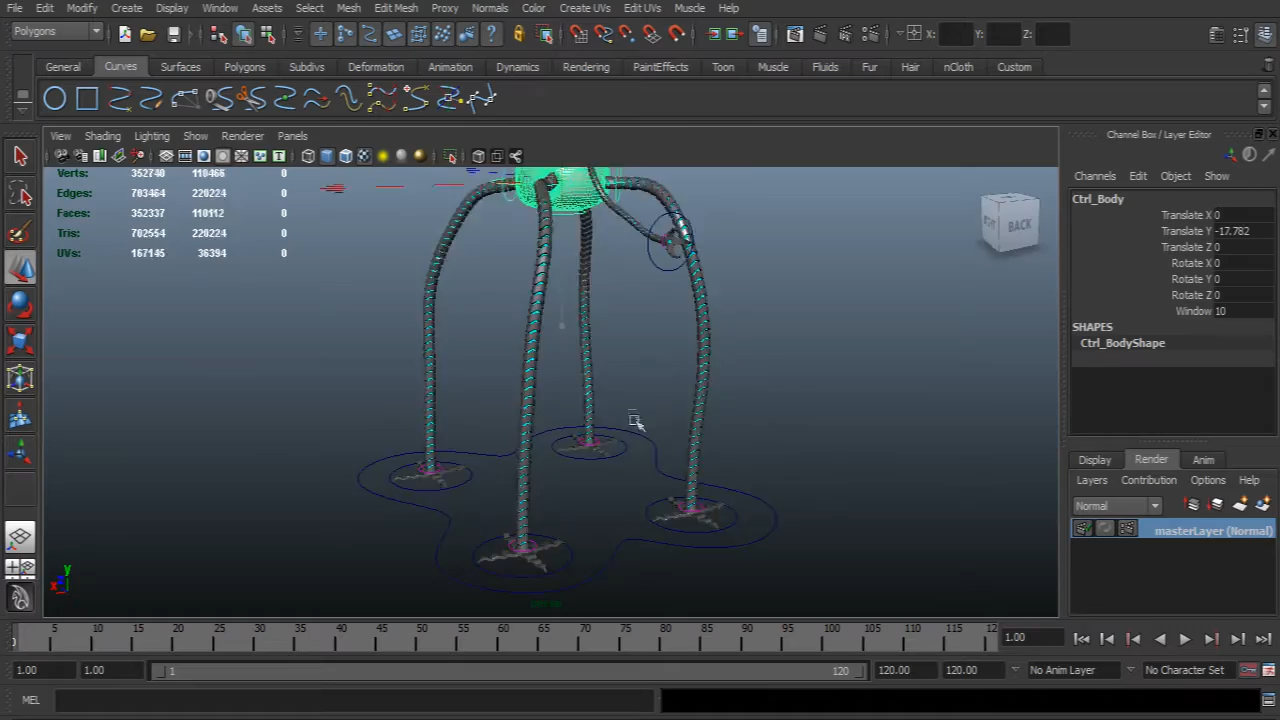 File Edit Modify Create Display Window Assets Select Mesh Edit Mesh Proxy Normals Color Create UVs Edit UVs Muscle Help
Polygons X: Y: Z:
General Curves Surfaces Polygons Subdivs Deformation Animation Dynamics Rendering PaintEffects Toon Muscle Fluids Fur Hair nCloth Custom
View Shading Lighting Show Renderer Panels
Channel Box / Layer Editor
Channels Edit Object Show
Verts: 352740 110466 0
Edges: 703464 220224 0
Faces: 352337 110112 0
Tris: 702554 220224 0
UVs: 167145 36394 0
BACK
Ctrl_Body
Translate X 0
Translate Y -17.782
Translate Z 0
Rotate X 0
Rotate Y 0
Rotate Z 0
Window 10
SHAPES
Ctrl_BodyShape
Display Render Anim
Layers Contribution Options Help
Normal
masterLayer (Normal)
y
x
5 10 15 20 25 30 35 40 45 50 55 60 65 70 75 80 85 90 95 100 105 110 115 12
1.00
1.00 1.00 1 120 120.00 120.00 No Anim Layer No Character Set
MEL